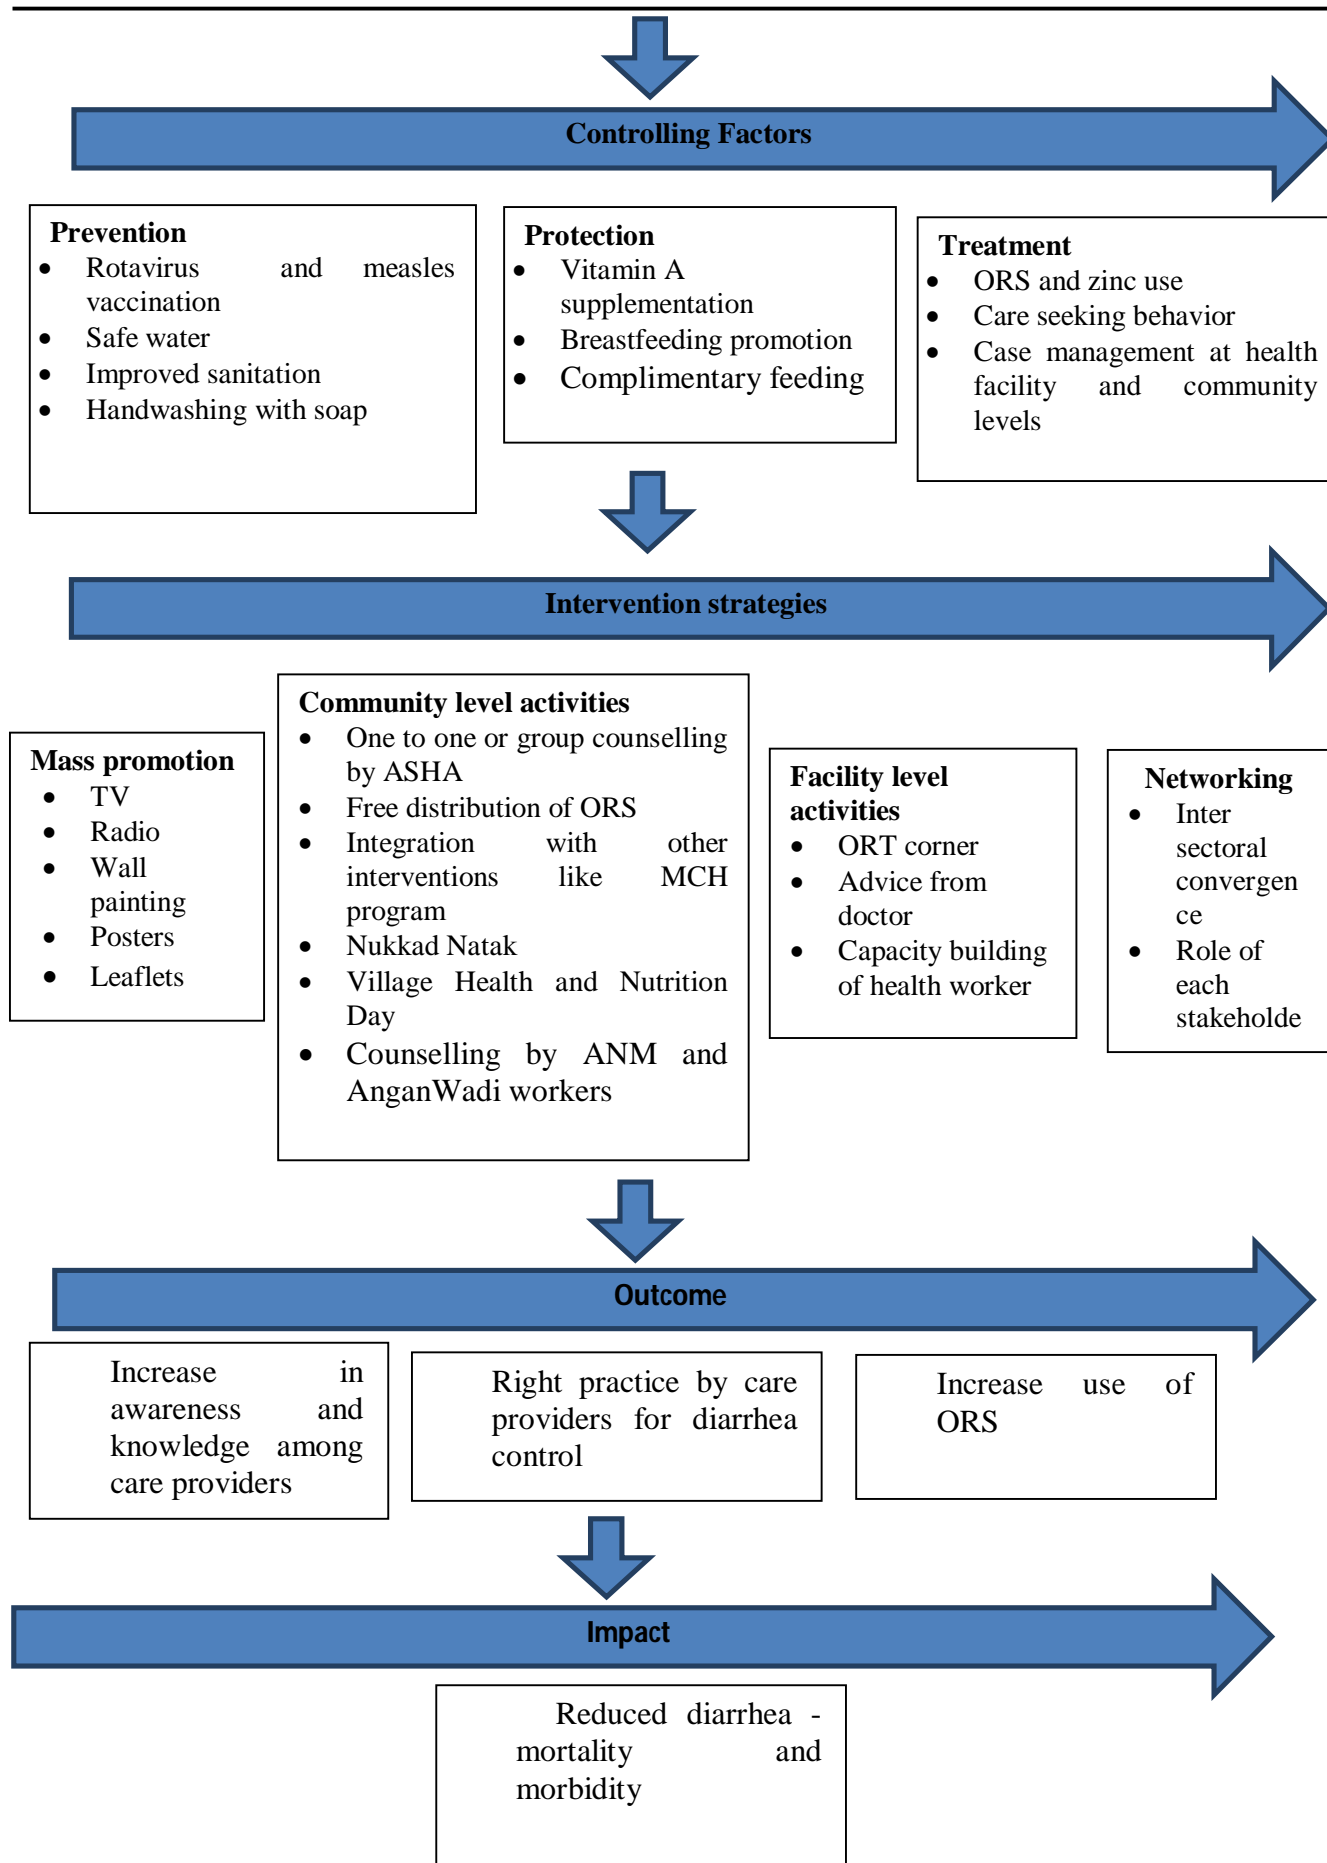 Controlling Factors
Prevention
• Rotavirus and measles
vaccination
• Safe water
• Improved sanitation
• Handwashing with soap
Protection
• Vitamin A
supplementation
• Breastfeeding promotion
• Complimentary feeding
Treatment
• ORS and zinc use
• Care seeking behavior
• Case management at health
facility and community
levels
Intervention strategies
Mass promotion
• TV
• Radio
• Wall
painting
• Posters
• Leaflets
Community level activities
• One to one or group counselling
by ASHA
• Free distribution of ORS
• Integration with other
interventions like MCH
program
• Nukkad Natak
• Village Health and Nutrition
Day
• Counselling by ANM and
AnganWadi workers
Facility level
activities
• ORT corner
• Advice from
doctor
• Capacity building
of health worker
Networking
• Inter
sectoral
convergen
ce
• Role of
each
stakeholde
Outcome
Increase in
awareness and
knowledge among
care providers
Right practice by care
providers for diarrhea
control
Increase use of
ORS
Impact
Reduced diarrhea -
mortality and
morbidity